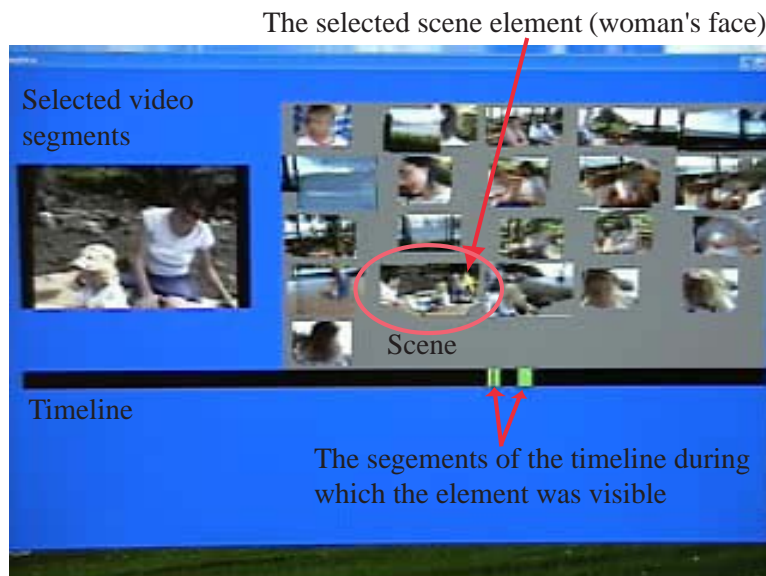 The selected scene element (woman's face)
Selected video
segments
Scene
Timeline
The segements of the timeline during
which the element was visible